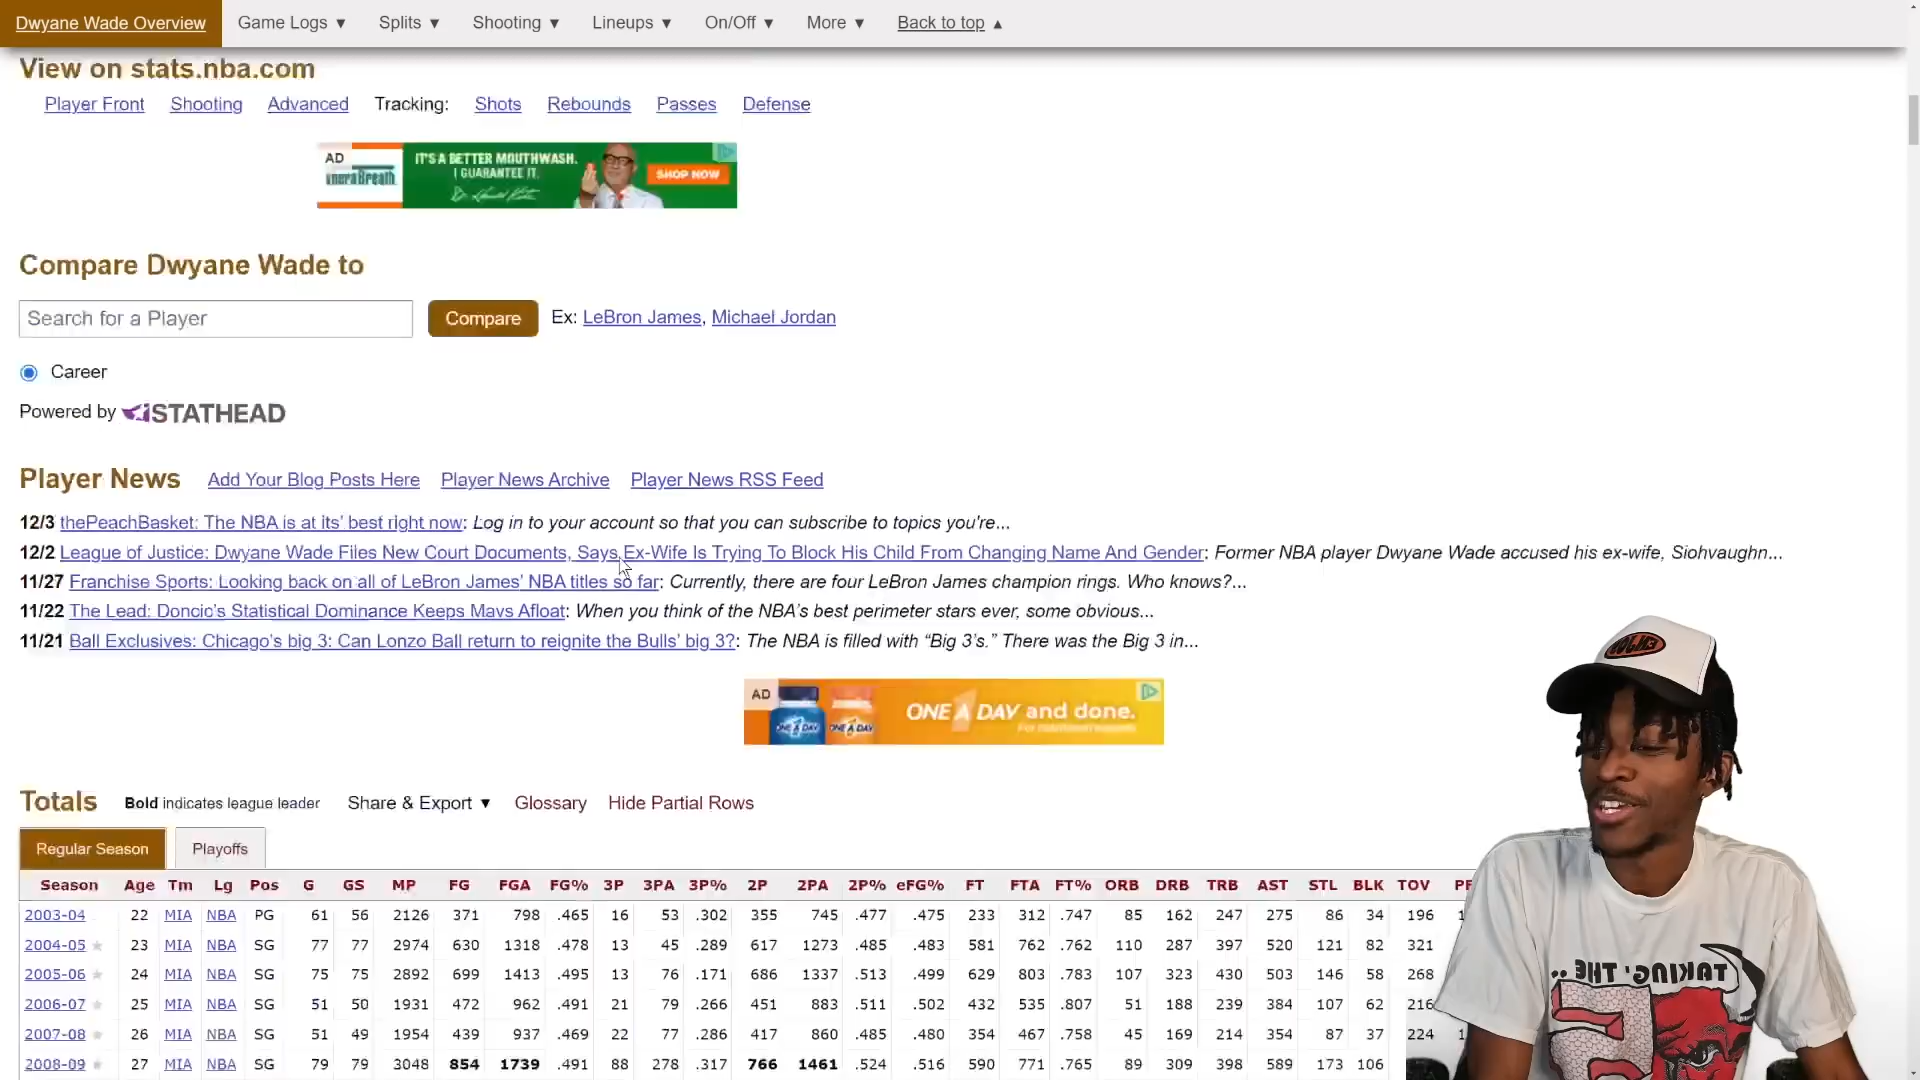 Dwyane Wade Overview Game Logs ▼ Splits ▼ Shooting ▼ Lineups ▼ On/Off ▼ More ▼ Back to top ▲
View on stats.nba.com
Player Front Shooting Advanced Tracking: Shots Rebounds Passes Defense
AD
IT'S A BETTER MOUTHWASH.
I GUARANTEE IT.
SHOP NOW
Compare Dwyane Wade to
Search for a Player Compare Ex: LeBron James, Michael Jordan
Career
Powered by STATHEAD
Player News Add Your Blog Posts Here Player News Archive Player News RSS Feed
12/3 thePeachBasket: The NBA is at its' best right now: Log in to your account so that you can subscribe to topics you're...
12/2 League of Justice: Dwyane Wade Files New Court Documents, Says Ex-Wife Is Trying To Block His Child From Changing Name And Gender: Former NBA player Dwyane Wade accused his ex-wife, Siohvaughn...
11/27 Franchise Sports: Looking back on all of LeBron James' NBA titles so far: Currently, there are four LeBron James champion rings. Who knows?...
11/22 The Lead: Doncic's Statistical Dominance Keeps Mavs Afloat: When you think of the NBA's best perimeter stars ever, some obvious...
11/21 Ball Exclusives: Chicago's big 3: Can Lonzo Ball return to reignite the Bulls' big 3?: The NBA is filled with “Big 3's.” There was the Big 3 in...
AD
ONE A DAY and done.
Totals Bold indicates league leader Share & Export ▼ Glossary Hide Partial Rows
Regular Season Playoffs
Season Age Tm Lg Pos G GS MP FG FGA FG% 3P 3PA 3P% 2P 2PA 2P% eFG% FT FTA FT% ORB DRB TRB AST STL BLK TOV
2003-04 22 MIA NBA PG 61 56 2126 371 798 .465 16 53 .302 355 745 .477 .475 233 312 .747 85 162 247 275 86 34 196
2004-05 23 MIA NBA SG 77 77 2974 630 1318 .478 13 45 .289 617 1273 .485 .483 581 762 .762 110 287 397 520 121 82 321
2005-06 24 MIA NBA SG 75 75 2892 699 1413 .495 13 76 .171 686 1337 .513 .499 629 803 .783 107 323 430 503 146 58 268
2006-07 25 MIA NBA SG 51 50 1931 472 962 .491 21 79 .266 451 883 .511 .502 432 535 .807 51 188 239 384 107 62 216
2007-08 26 MIA NBA SG 51 49 1954 439 937 .469 22 77 .286 417 860 .485 .480 354 467 .758 45 169 214 354 87 37 224
2008-09 27 MIA NBA SG 79 79 3048 854 1739 .491 88 278 .317 766 1461 .524 .516 590 771 .765 89 309 398 589 173 106
TAKING THE